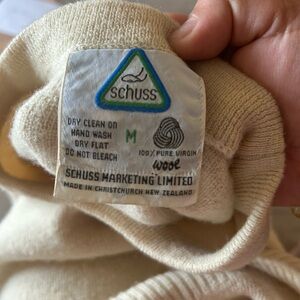 schuss
DRY CLEAN OR
HAND WASH
DRY FLAT
DO NOT BLEACH
M
100% PURE VIRGIN
wool
SCHUSS MARKETING LIMITED
MADE IN CHRISTCHURCH NEW ZEALAND